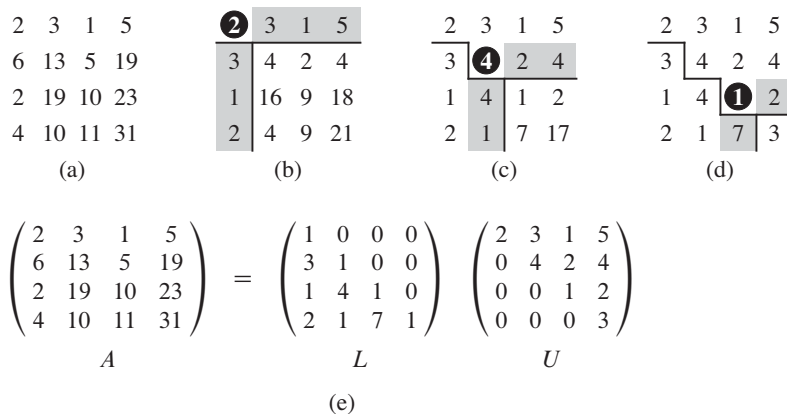 2 3 1 5
6 13 5 19
2 19 10 23
4 10 11 31
(a)
2 3 1 5
3 4 2 4
1 16 9 18
2 4 9 21
(b)
2 3 1 5
3 4 2 4
1 4 1 2
2 1 7 17
(c)
2 3 1 5
3 4 2 4
1 4 1 2
2 1 7 3
(d)
( 2 3 1 5 ) ( 1 0 0 0 ) ( 2 3 1 5 )
6 13 5 19 3 1 0 0 0 4 2 4
= 
2 19 10 23 1 4 1 0 0 0 1 2
4 10 11 31 2 1 7 1 0 0 0 3
A L U
(e)